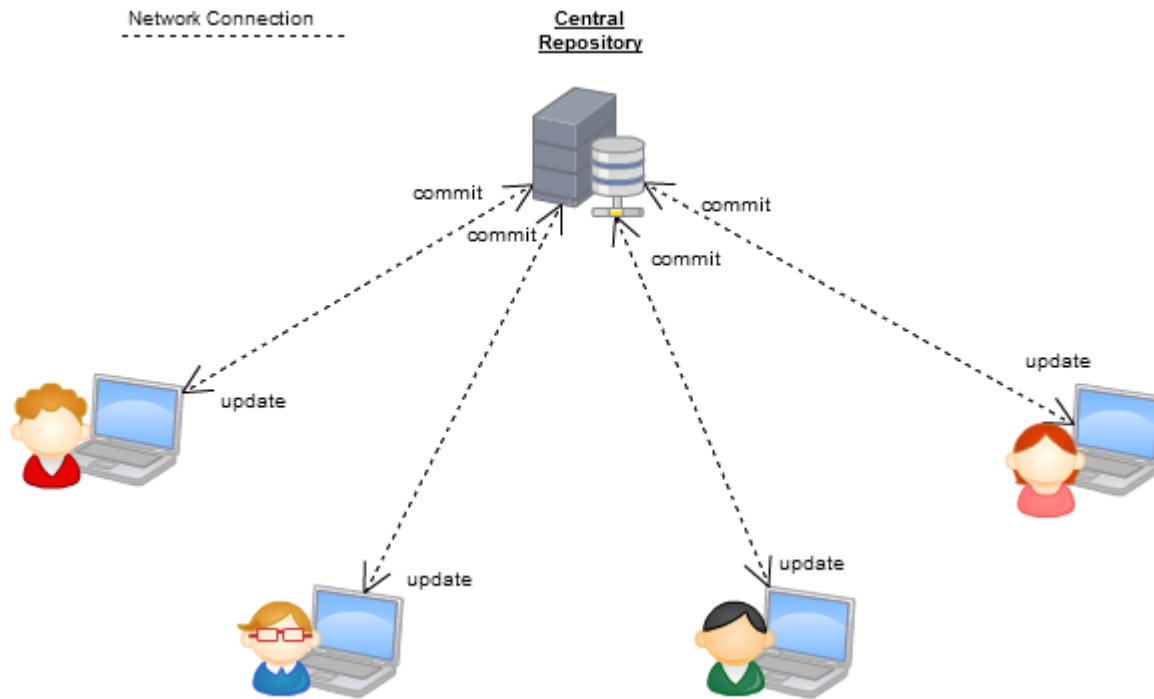 Network Connection
Central
Repository
commit
commit
commit
commit
update
update
update
update